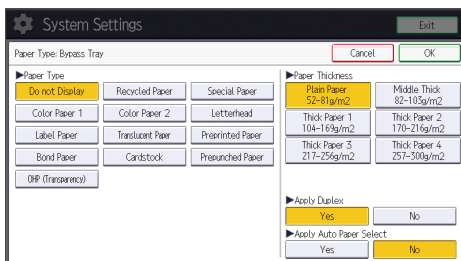 System Settings
Exit
Paper Type: Bypass Tray
Cancel
OK
►Paper Type
Do not Display
Recycled Paper
Special Paper
Color Paper 1
Color Paper 2
Letterhead
Label Paper
Translucent Paper
Preprinted Paper
Bond Paper
Cardstock
Prepunched Paper
OHP (Transparency)
►Paper Thickness
Plain Paper
52-81g/m2
Middle Thick
82-103g/m2
Thick Paper 1
104-169g/m2
Thick Paper 2
170-216g/m2
Thick Paper 3
217-256g/m2
Thick Paper 4
257-300g/m2
►Apply Duplex
Yes
No
►Apply Auto Paper Select
Yes
No